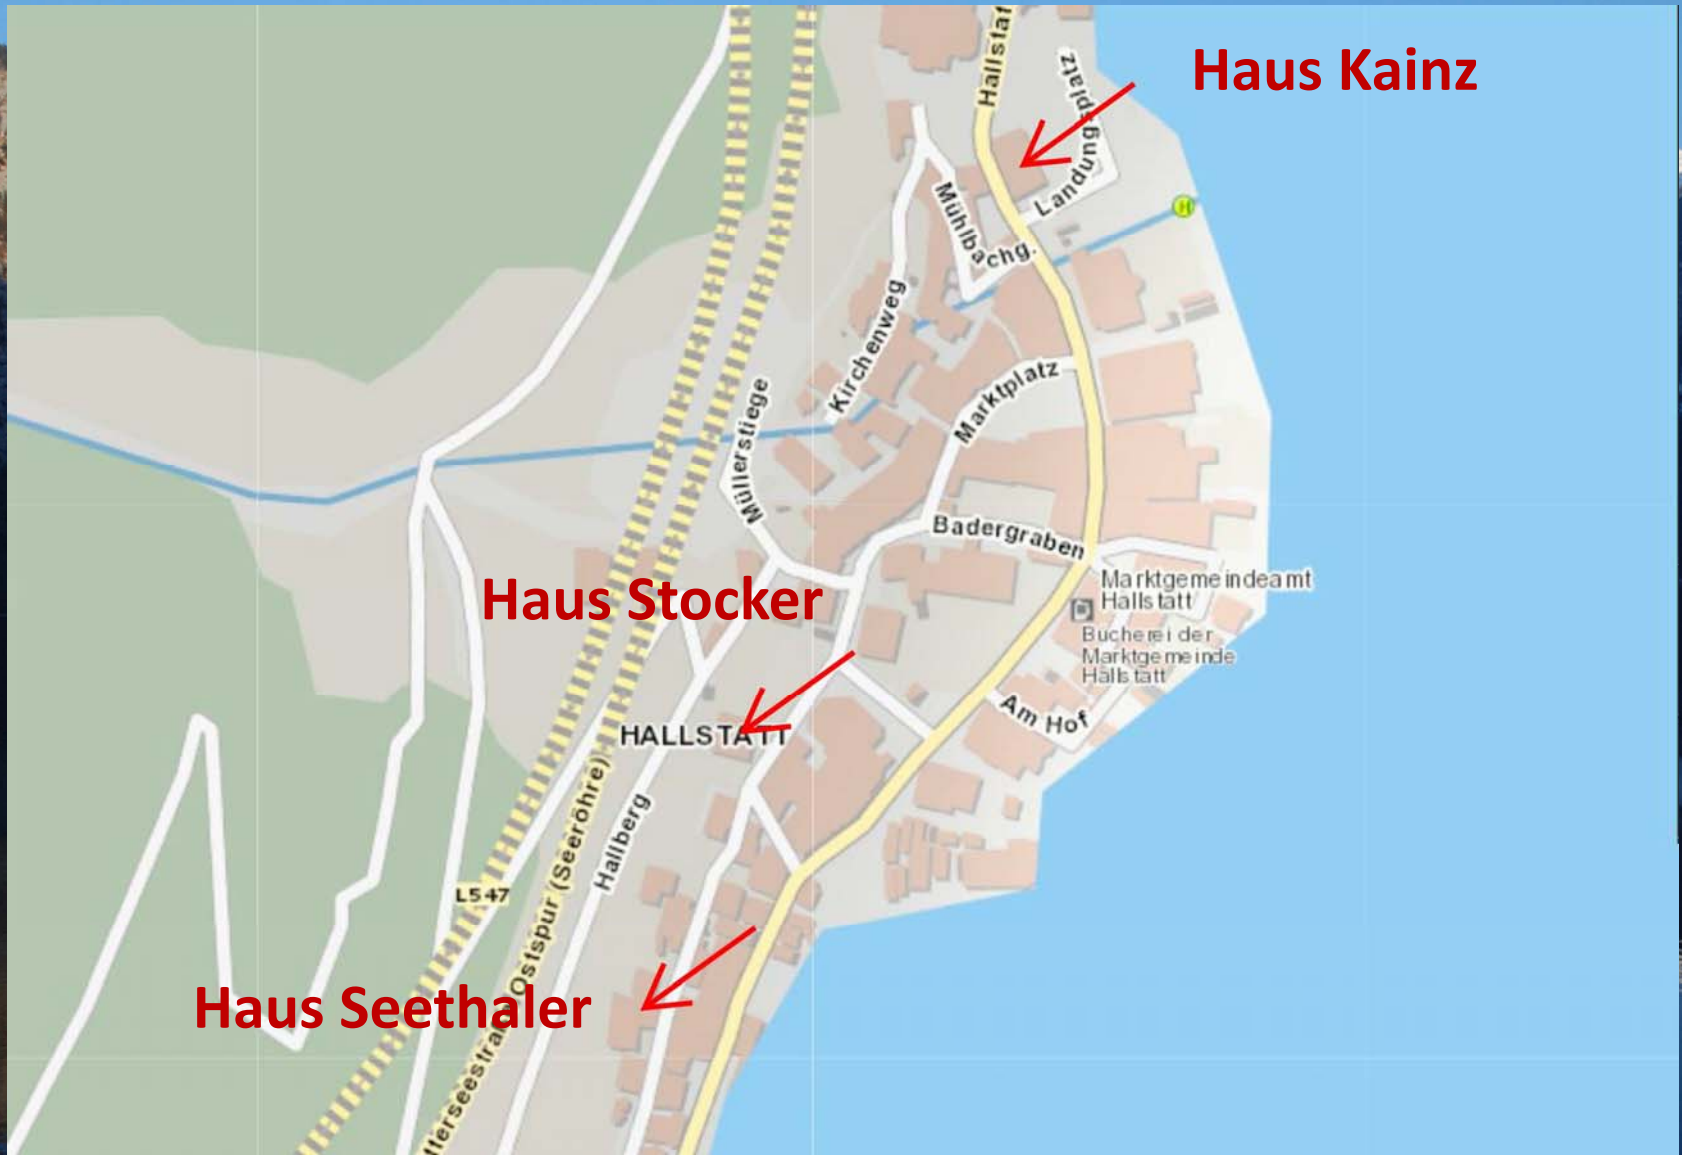 Hallstat
Haus Kainz
Landungsplatz
Mühlbachg.
Kirchenweg
Marktplatz
Müllerstiege
Badergraben
Marktgemeindeamt
Hallstatt
Haus Stocker
Bücherei der
Marktgemeinde
Hallstatt
Am Hof
HALLSTATT
Hallberg
L547
Haus Seethaler
(Ostspur (Seeröhre)
H